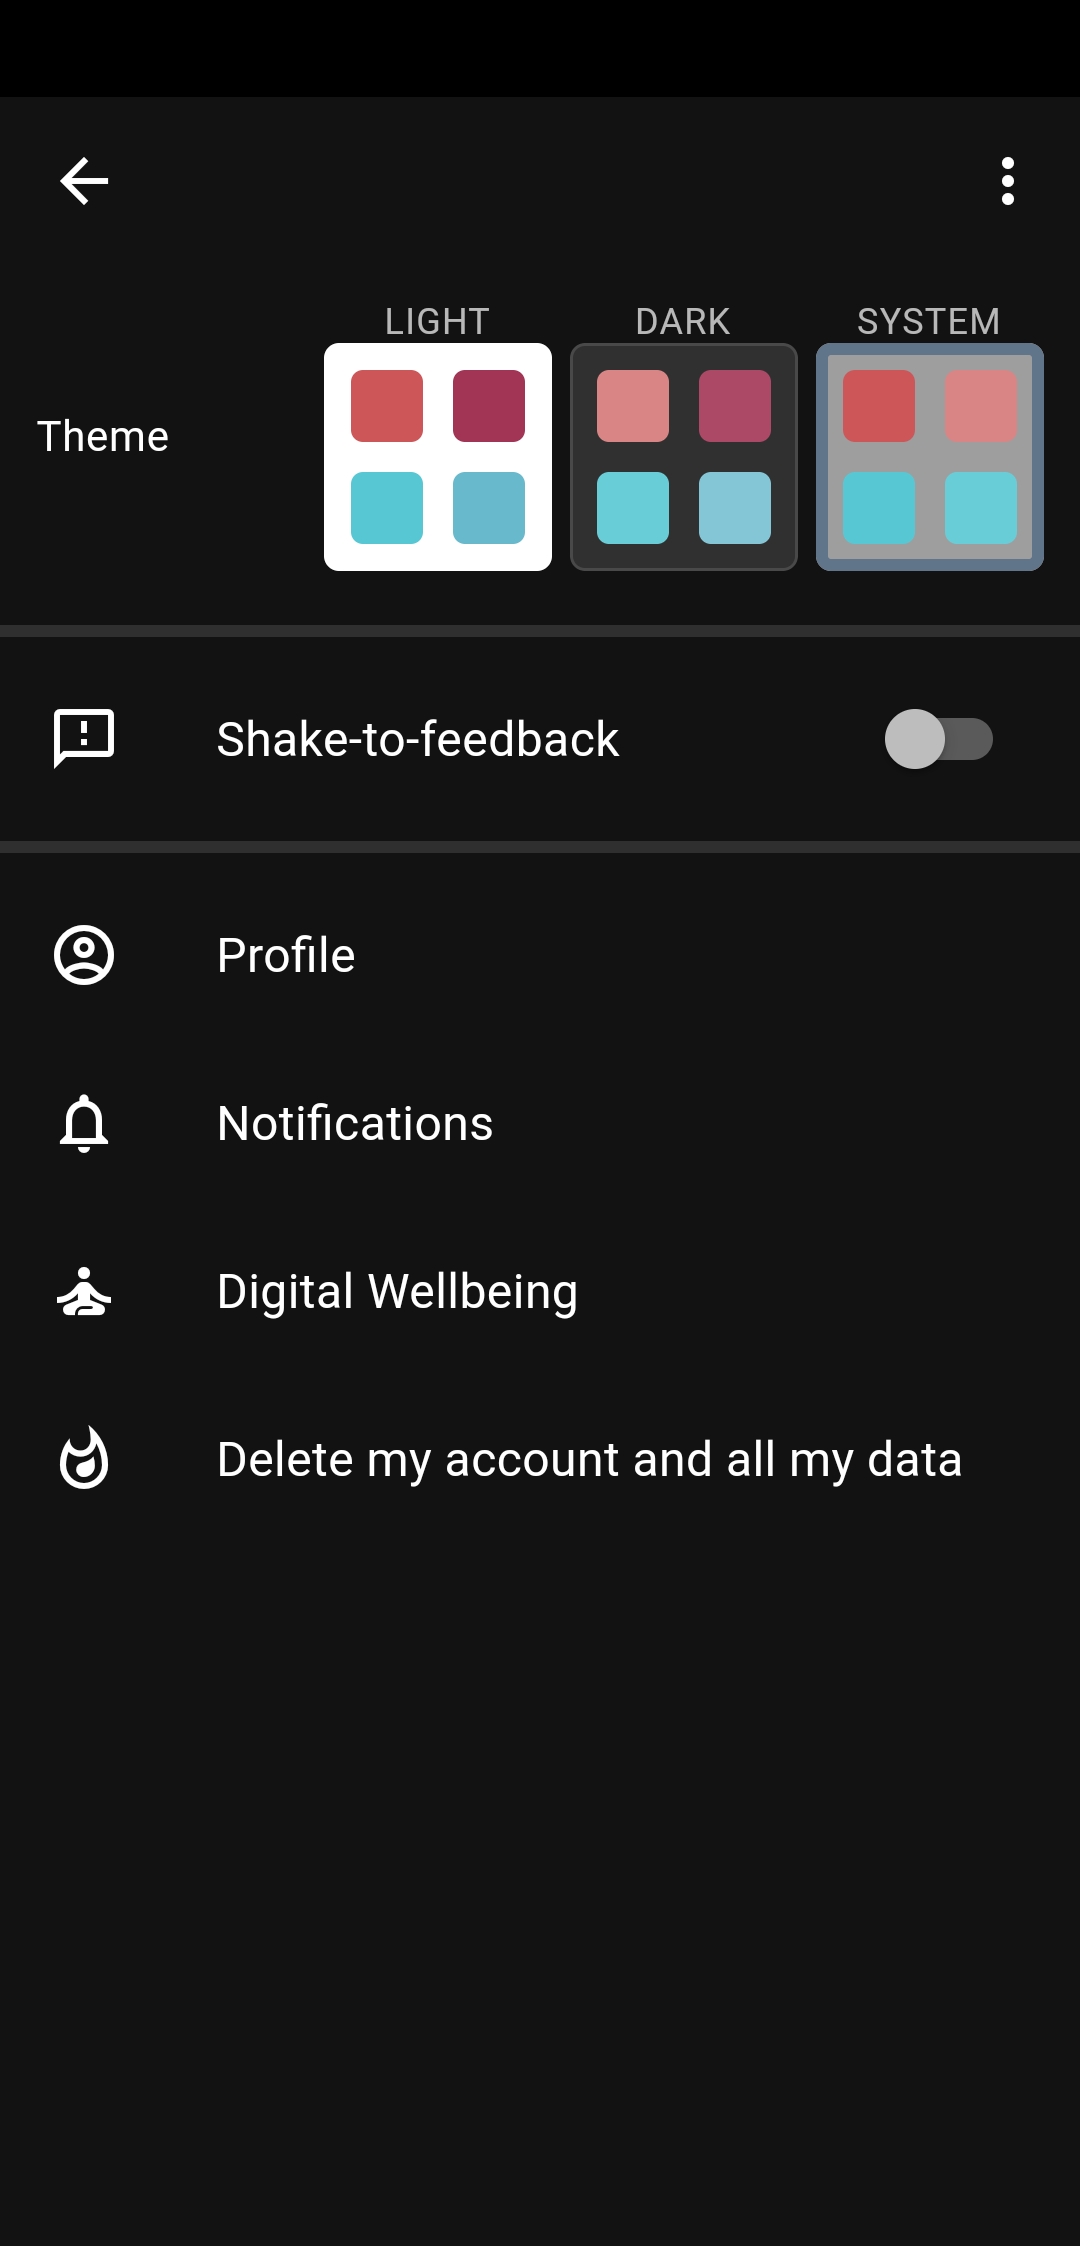 LIGHT DARK SYSTEM
Theme
Shake-to-feedback
Profile
Notifications
Digital Wellbeing
Delete my account and all my data